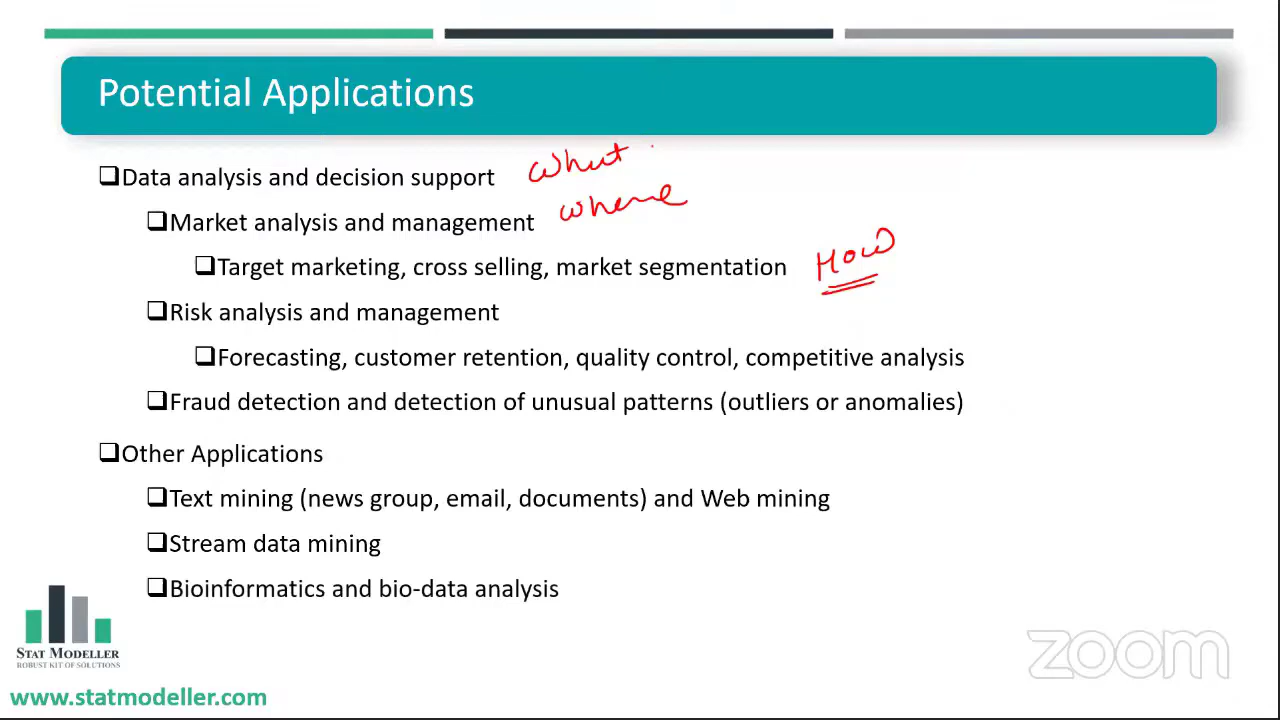 Potential Applications
❑Data analysis and decision support
What
❑Market analysis and management
where
❑Target marketing, cross selling, market segmentation
HOW
❑Risk analysis and management
❑Forecasting, customer retention, quality control, competitive analysis
❑Fraud detection and detection of unusual patterns (outliers or anomalies)
❑Other Applications
❑Text mining (news group, email, documents) and Web mining
❑Stream data mining
❑Bioinformatics and bio-data analysis
STAT MODELLER
ROBUST KIT OF SOLUTIONS
zoom
www.statmodeller.com